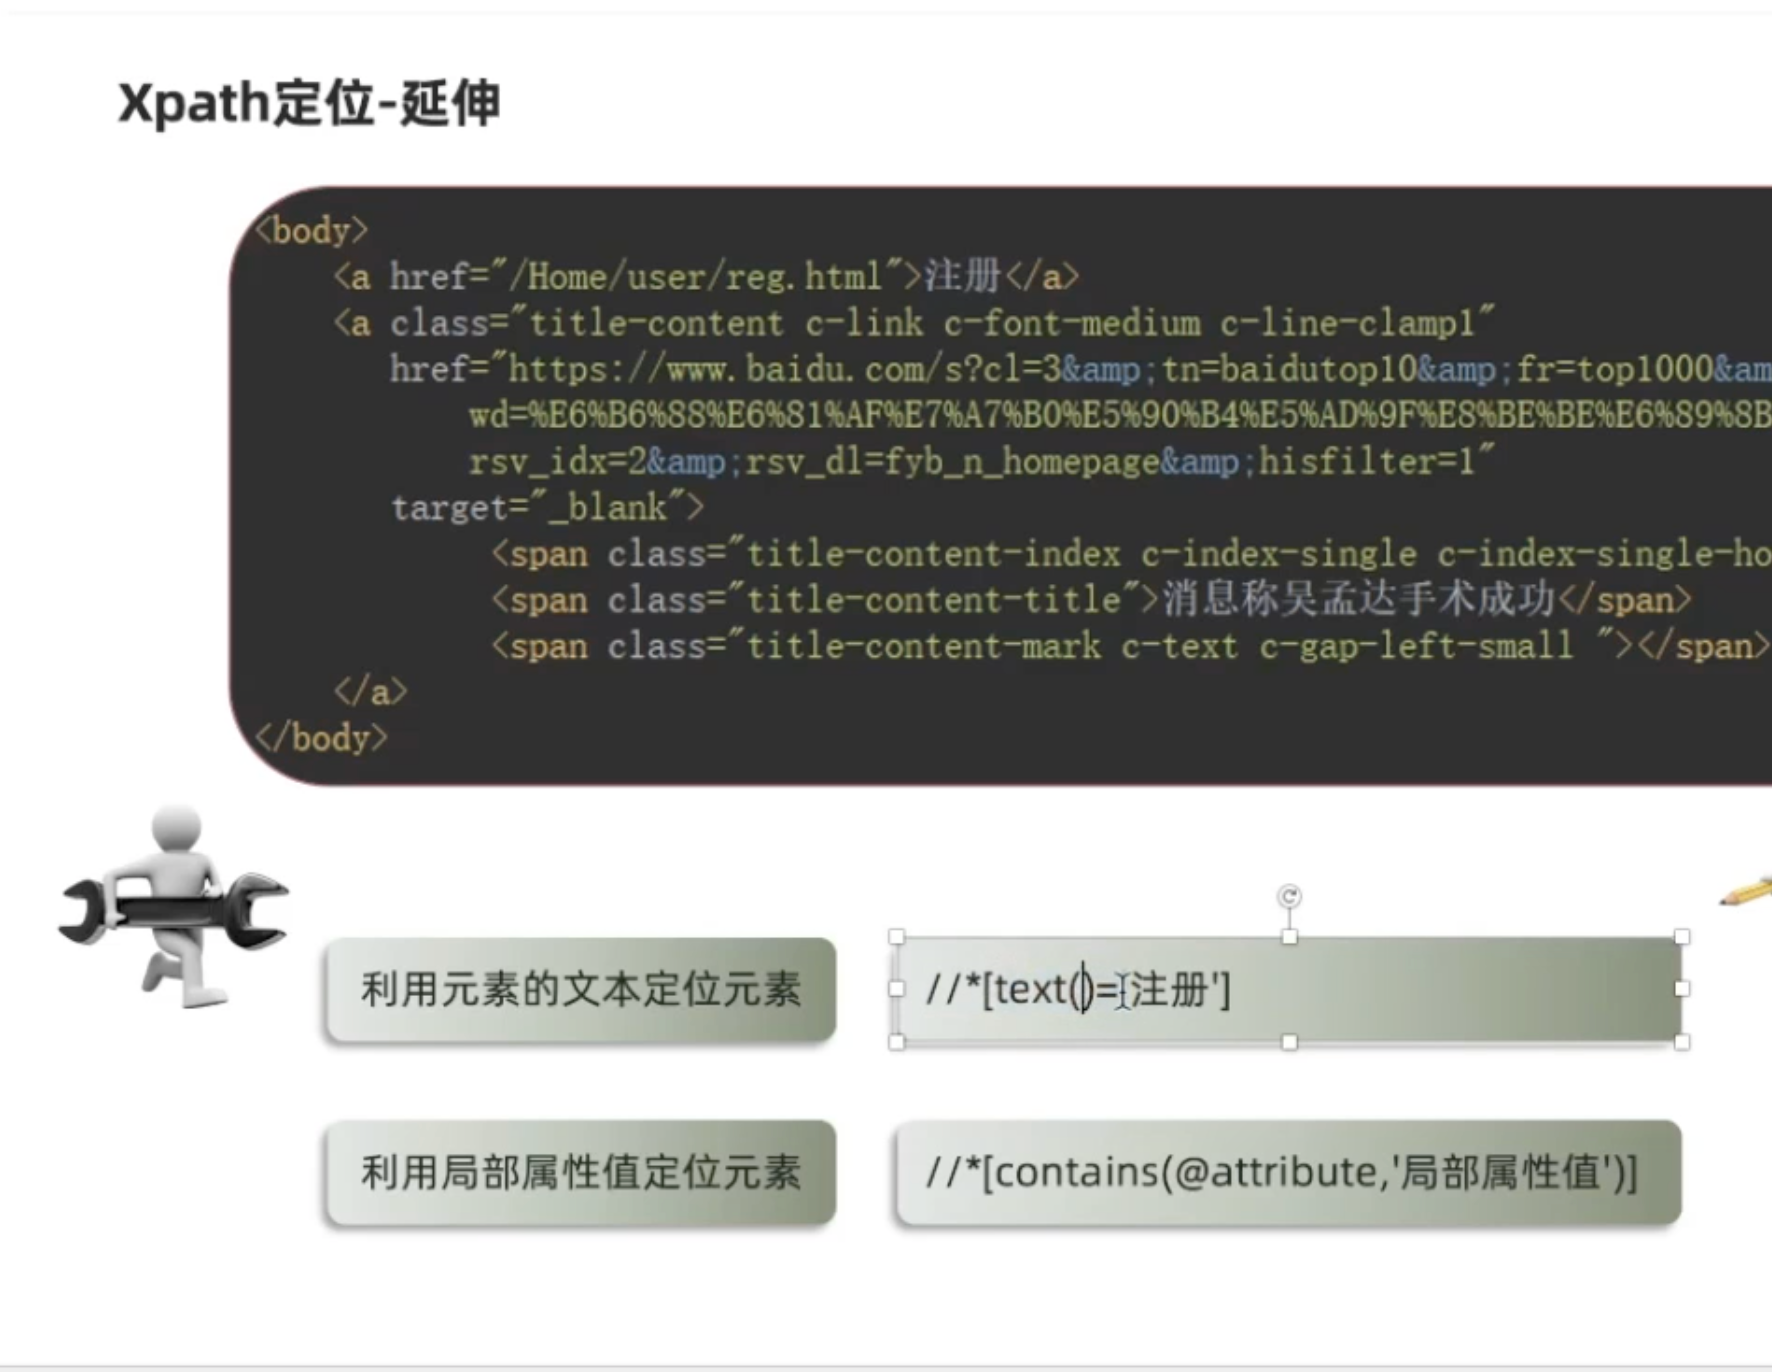 Xpath定位-延伸
<body>
<a href="/Home/user/reg.html">注册</a>
<a class="title-content c-link c-font-medium c-line-clamp1"
href="https://www.baidu.com/s?cl=3&amp;tn=baidutop10&amp;fr=top1000&am
wd=%E6%B6%88%E6%81%AF%E7%A7%B0%E5%90%B4%E5%AD%9F%E8%BE%BE%E6%89%8B
rsv_idx=2&amp;rsv_dl=fyb_n_homepage&amp;hisfilter=1"
target="_blank">
<span class="title-content-index c-index-single c-index-single-ho
<span class="title-content-title">消息称吴孟达手术成功</span>
<span class="title-content-mark c-text c-gap-left-small "></span>
</a>
</body>
利用元素的文本定位元素
//*[text()='注册']
利用局部属性值定位元素
//*[contains(@attribute,'局部属性值')]